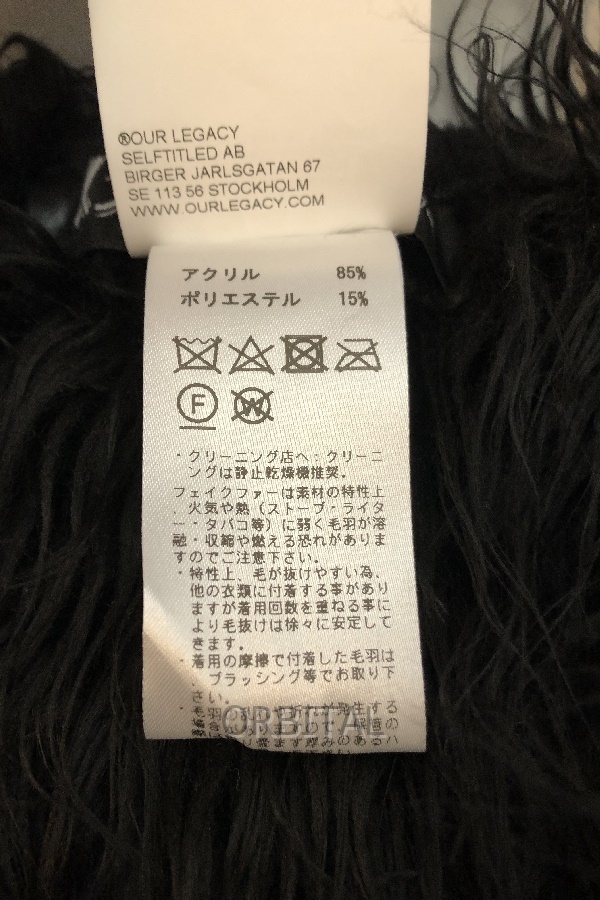 ®OUR LEGACY
SELFTITLED AB
BIRGER JARLSGATAN 67
SE 113 56 STOCKHOLM
WWW.OURLEGACY.COM
アクリル 85%
ポリエステル 15%
F W
・クリーニング店へ:クリーニ
ングは静止乾燥機推奨。
フェイクファーは素材の特性上
、火気や熱(ストーブ・ライタ
ー・タバコ等)に弱く毛羽が溶
融・収縮や燃える恐れがありま
すのでご注意下さい。
・特性上、毛が抜けやすい為、
他の衣類に付着する事があり
ますが着用回数を重ねる事に
より毛抜けは徐々に安定して
きます。
・着用の摩擦で付着した毛羽は
、ブラッシング等でお取り下
さい。
ORBITAL